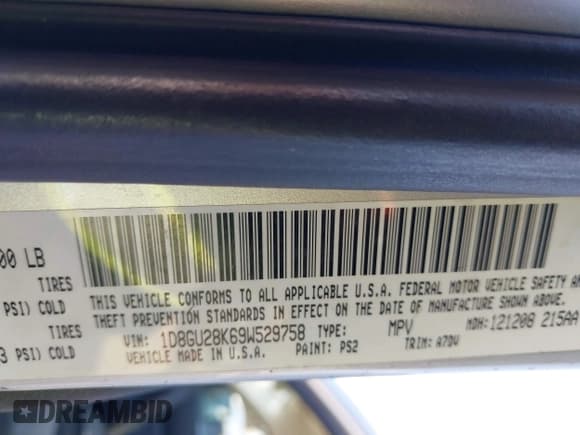 00 LB
TIRES
PSI) COLD
TIRES
3 PSI) COLD
THIS VEHICLE CONFORMS TO ALL APPLICABLE U.S.A. FEDERAL MOTOR VEHICLE SAFETY AN
THEFT PREVENTION STANDARDS IN EFFECT ON THE DATE OF MANUFACTURE SHOWN ABOVE.
VIN: 1D8GU28K69W529758 TYPE: MPV MDH: 121208 215AA
VEHICLE MADE IN U.S.A. PAINT: PS2 TRIM: A7DV
DREAMBID